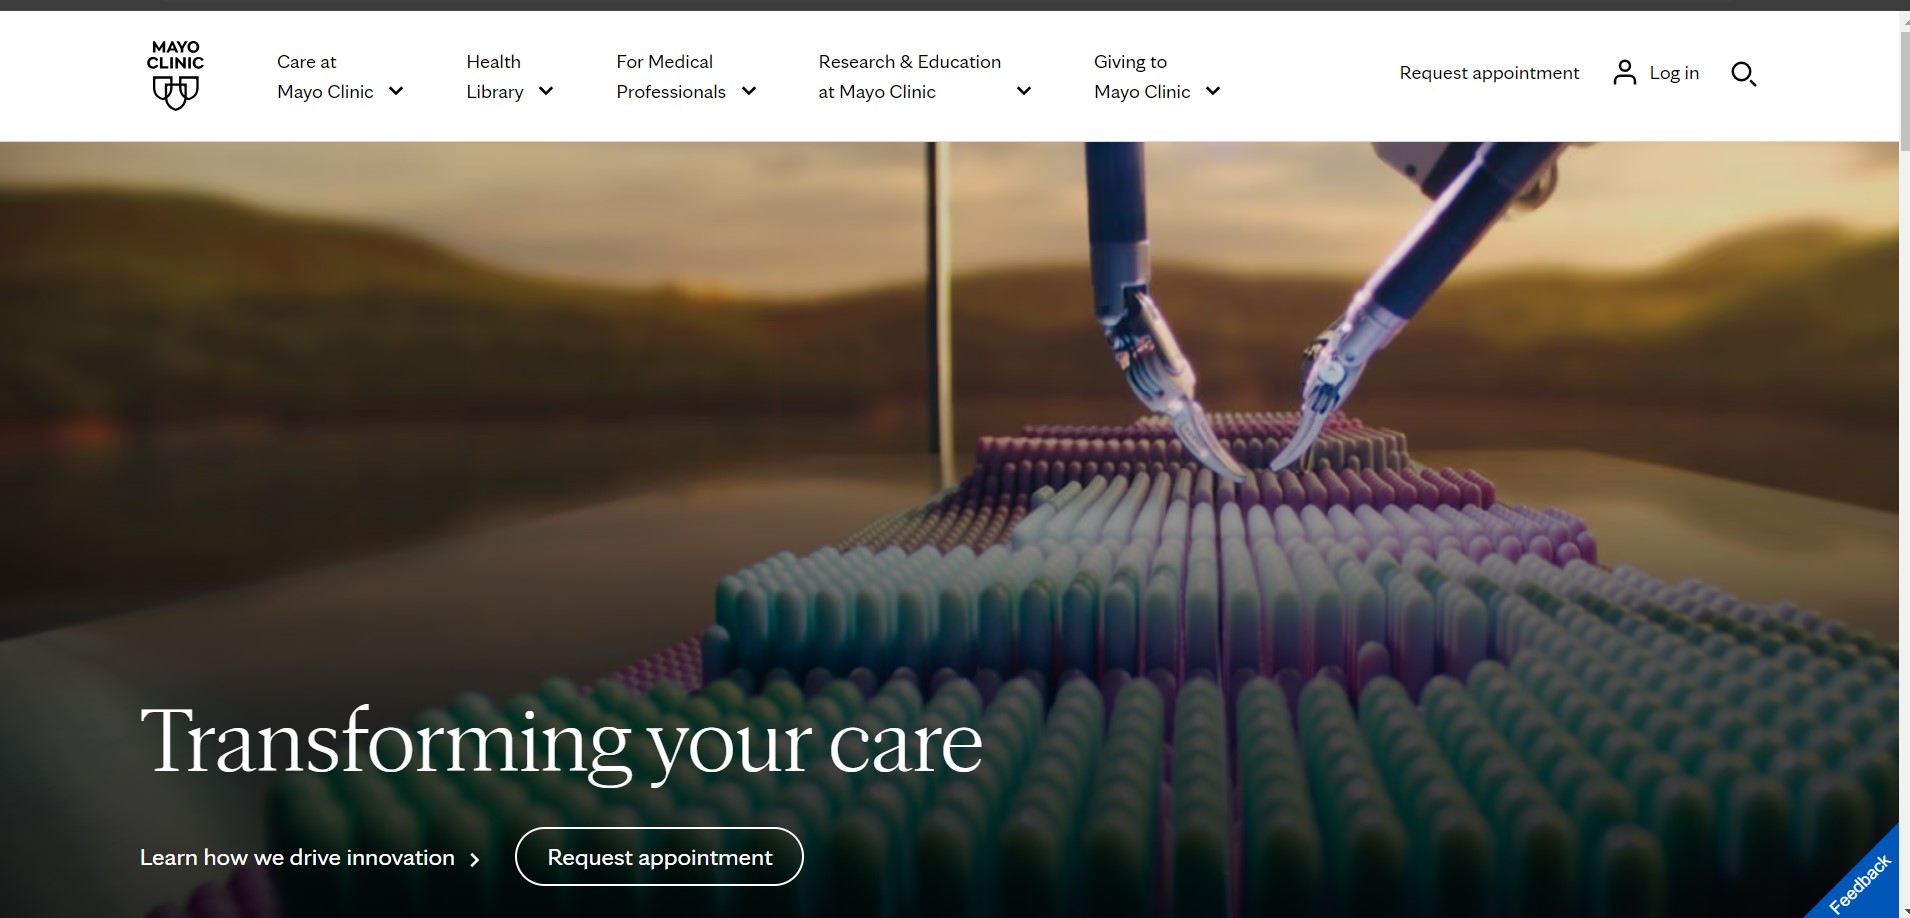 MAYO
CLINIC
Care at
Mayo Clinic
Health
Library
For Medical
Professionals
Research & Education
at Mayo Clinic
Giving to
Mayo Clinic
Request appointment
Log in
Transforming your care
Learn how we drive innovation
Request appointment
Feedback